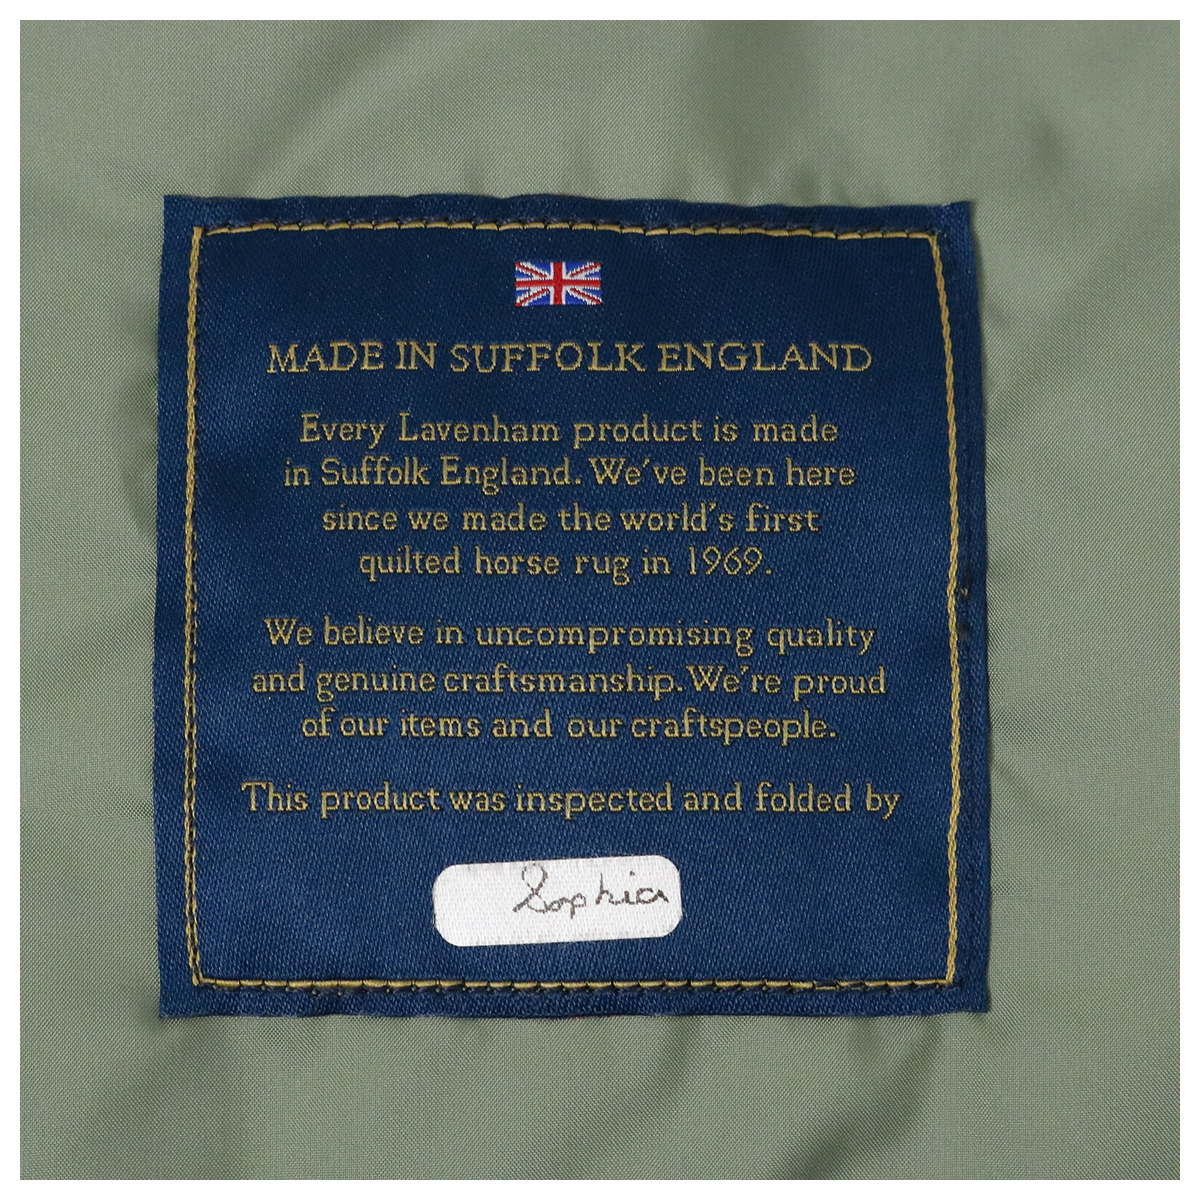 MADE IN SUFFOLK ENGLAND
Every Lavenham product is made
in Suffolk England. We've been here
since we made the world's first
quilted horse rug in 1969.
We believe in uncompromising quality
and genuine craftsmanship. We're proud
of our items and our craftspeople.
This product was inspected and folded by
Sophia